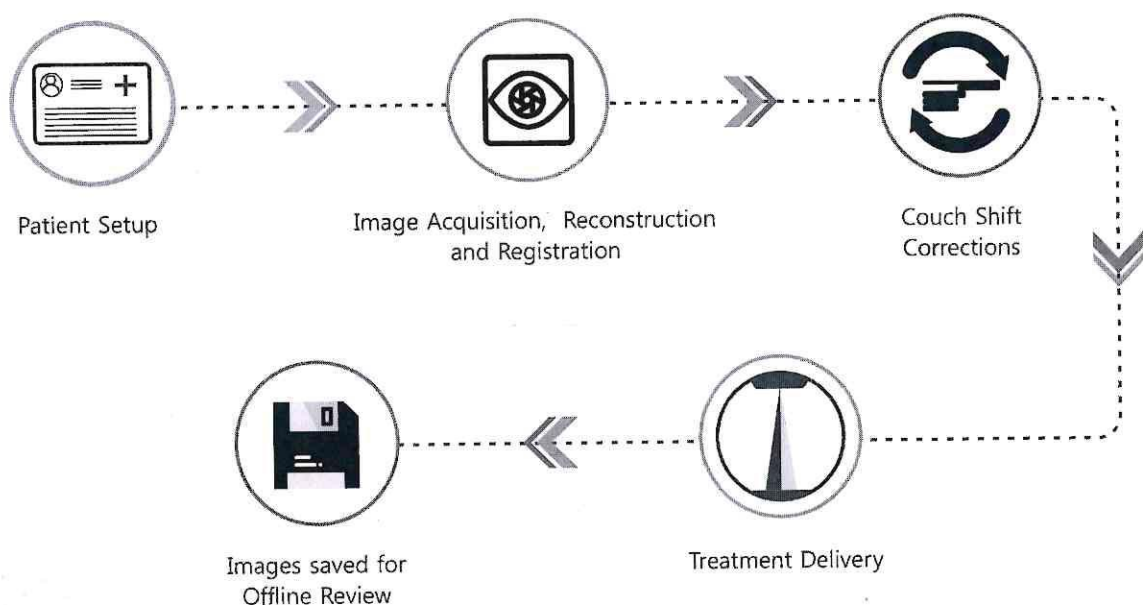 Patient Setup
Image Acquisition, Reconstruction
and Registration
Couch Shift
Corrections
Treatment Delivery
Images saved for
Offline Review